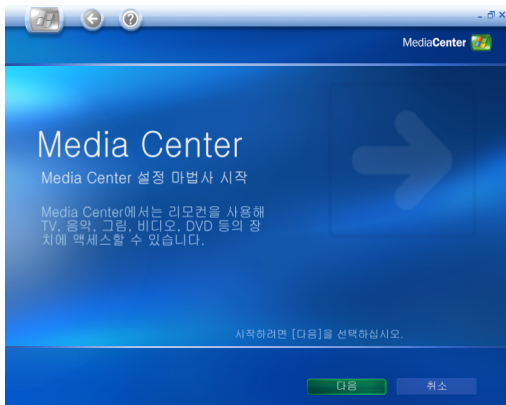 MediaCenter
Media Center
Media Center 설정 마법사 시작
Media Center에서는 리모컨을 사용해
TV, 음악, 그림, 비디오, DVD 등의 장
치에 액세스할 수 있습니다.
시작하려면 [다음]을 선택하십시오.
다음
취소